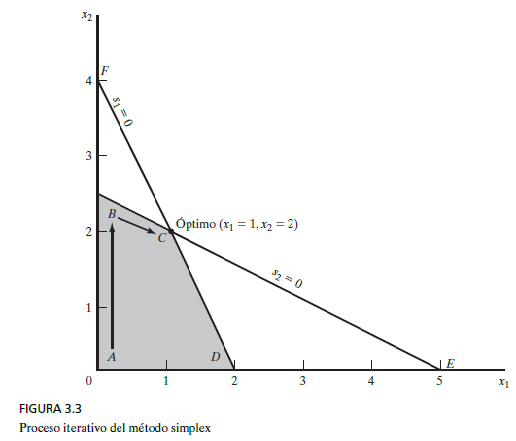 x₂
F
4
s₁ = 0
3
B
Óptimo (x₁ = 1, x₂ = 2)
2
C
s₂ = 0
1
A
D
E
0
1
2
3
4
5
x₁
FIGURA 3.3
Proceso iterativo del método simplex